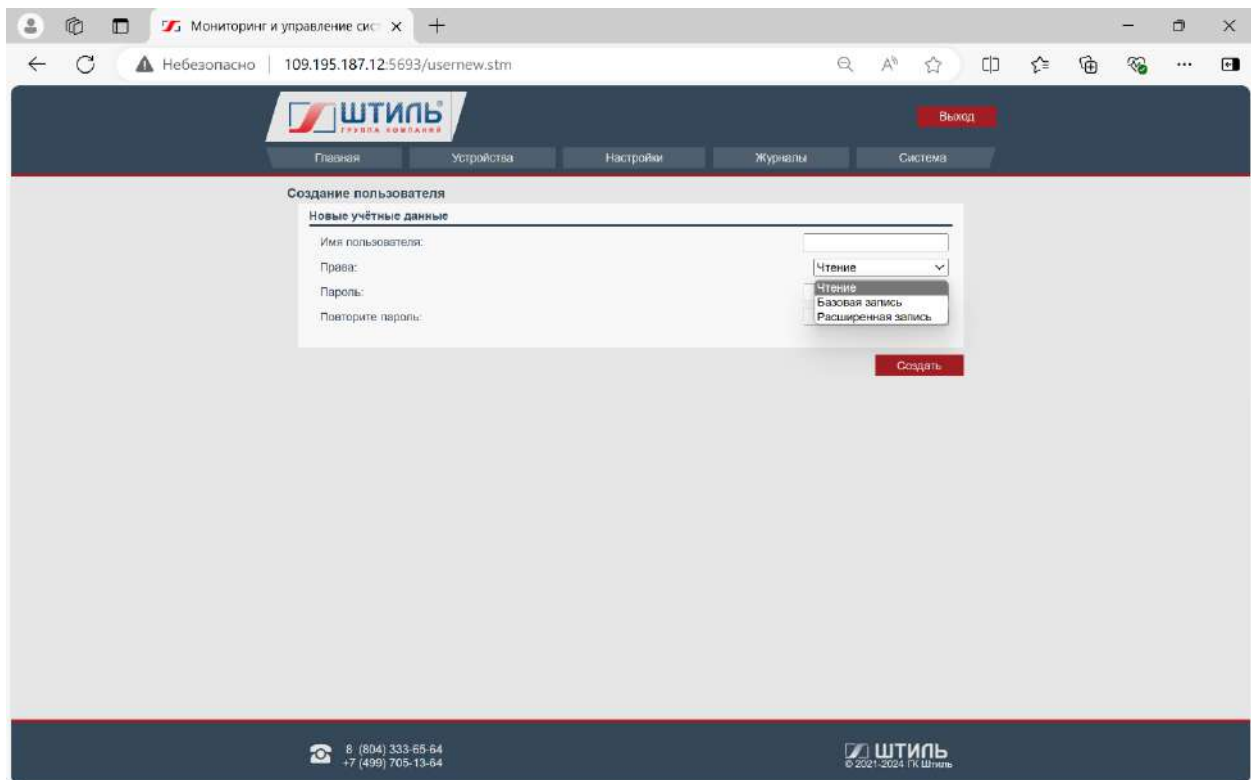 Мониторинг и управление сис
Небезопасно 109.195.187.12:5693/usernew.stm
ШТИЛЬ
ГРУППА КОМПАНИЙ
Выход
Главная Устройства Настройки Журналы Система
Создание пользователя
Новые учётные данные
Имя пользователя:
Права: Чтение
Пароль: Чтение
Базовая запись
Повторите пароль: Расширенная запись
Создать
8 (804) 333-65-64
+7 (499) 705-13-64
ШТИЛЬ
© 2021-2024 ГК Штиль